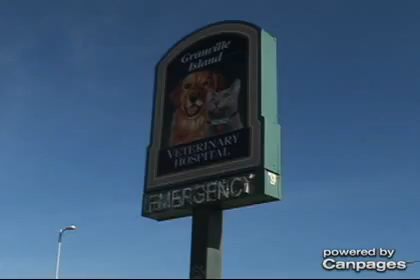 Granville
Island
VETERINARY
HOSPITAL
EMERGENCY
powered by
Canpages